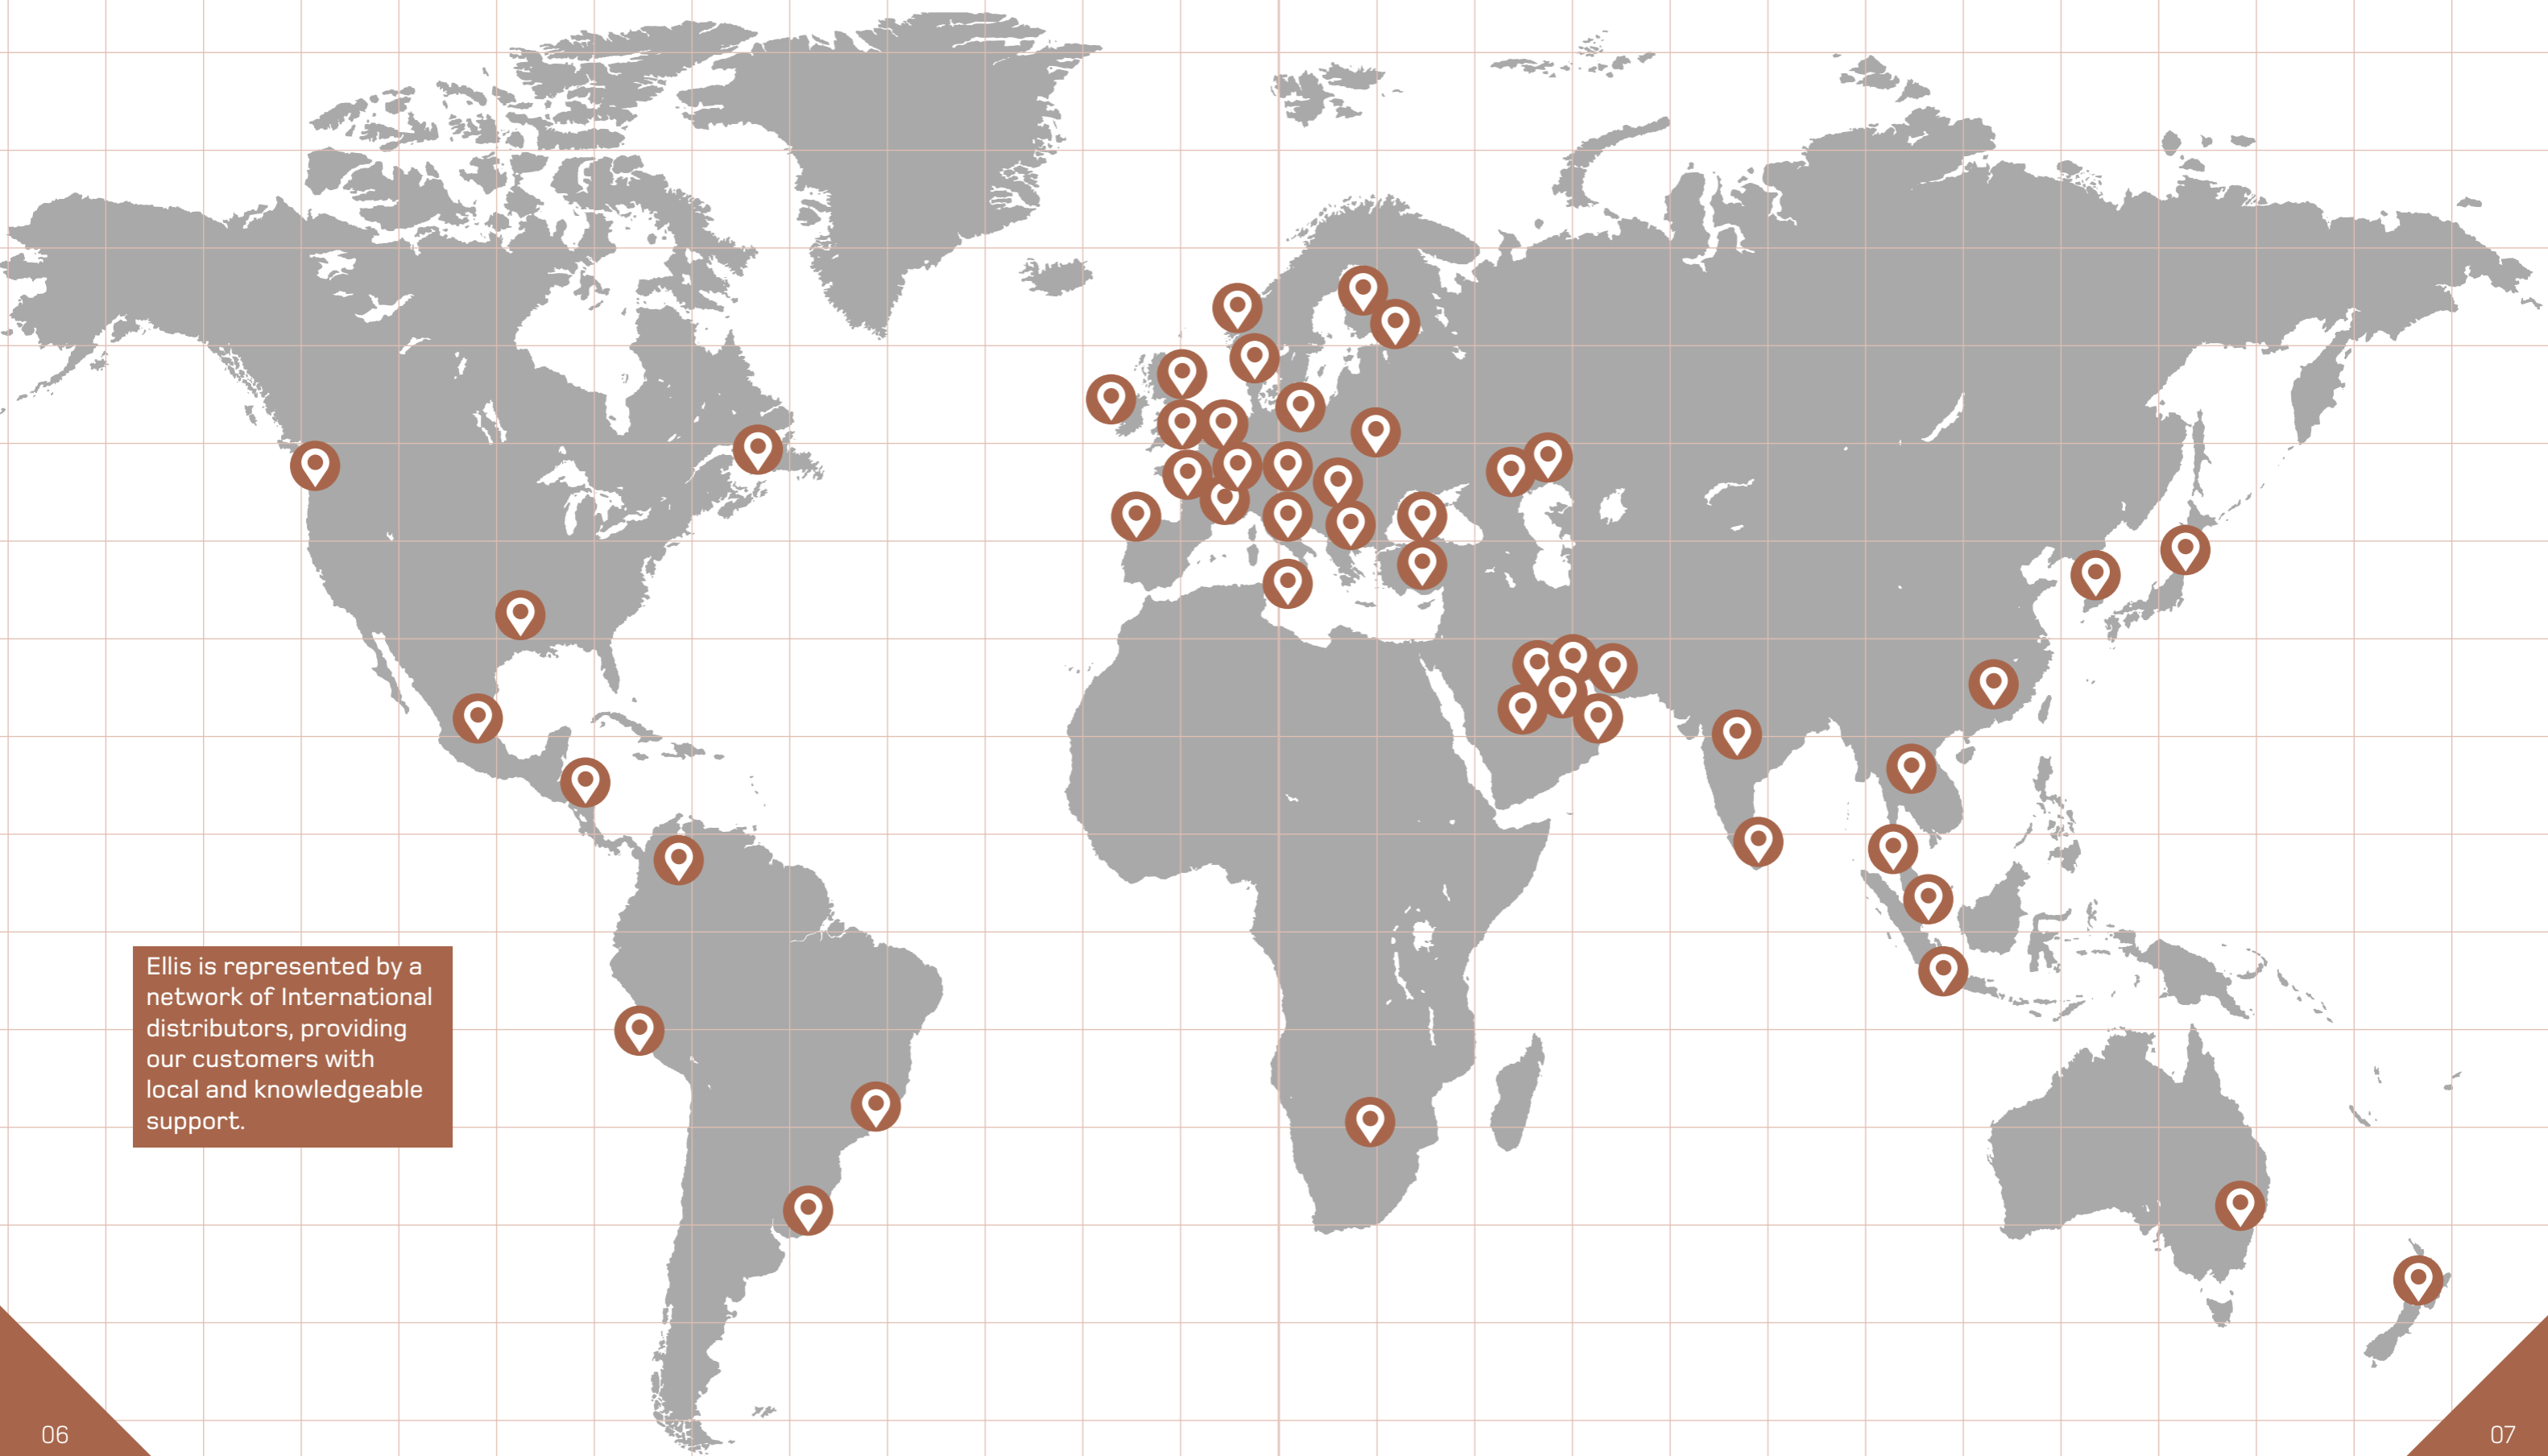 Ellis is represented by a
network of International
distributors, providing
our customers with
local and knowledgeable
support.
06
07